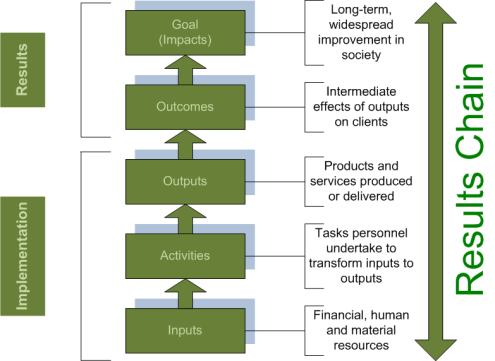 Results
Implementation
Goal
(Impacts)
Long-term,
widespread
improvement in
society
Outcomes
Intermediate
effects of outputs
on clients
Outputs
Products and
services produced
or delivered
Activities
Tasks personnel
undertake to
transform inputs to
outputs
Inputs
Financial, human
and material
resources
Results Chain